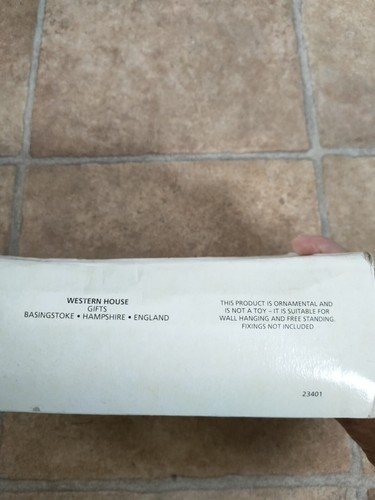 WESTERN HOUSE
GIFTS
BASINGSTOKE • HAMPSHIRE • ENGLAND
THIS PRODUCT IS ORNAMENTAL AND
IS NOT A TOY – IT IS SUITABLE FOR
WALL HANGING AND FREE STANDING.
FIXINGS NOT INCLUDED
23401